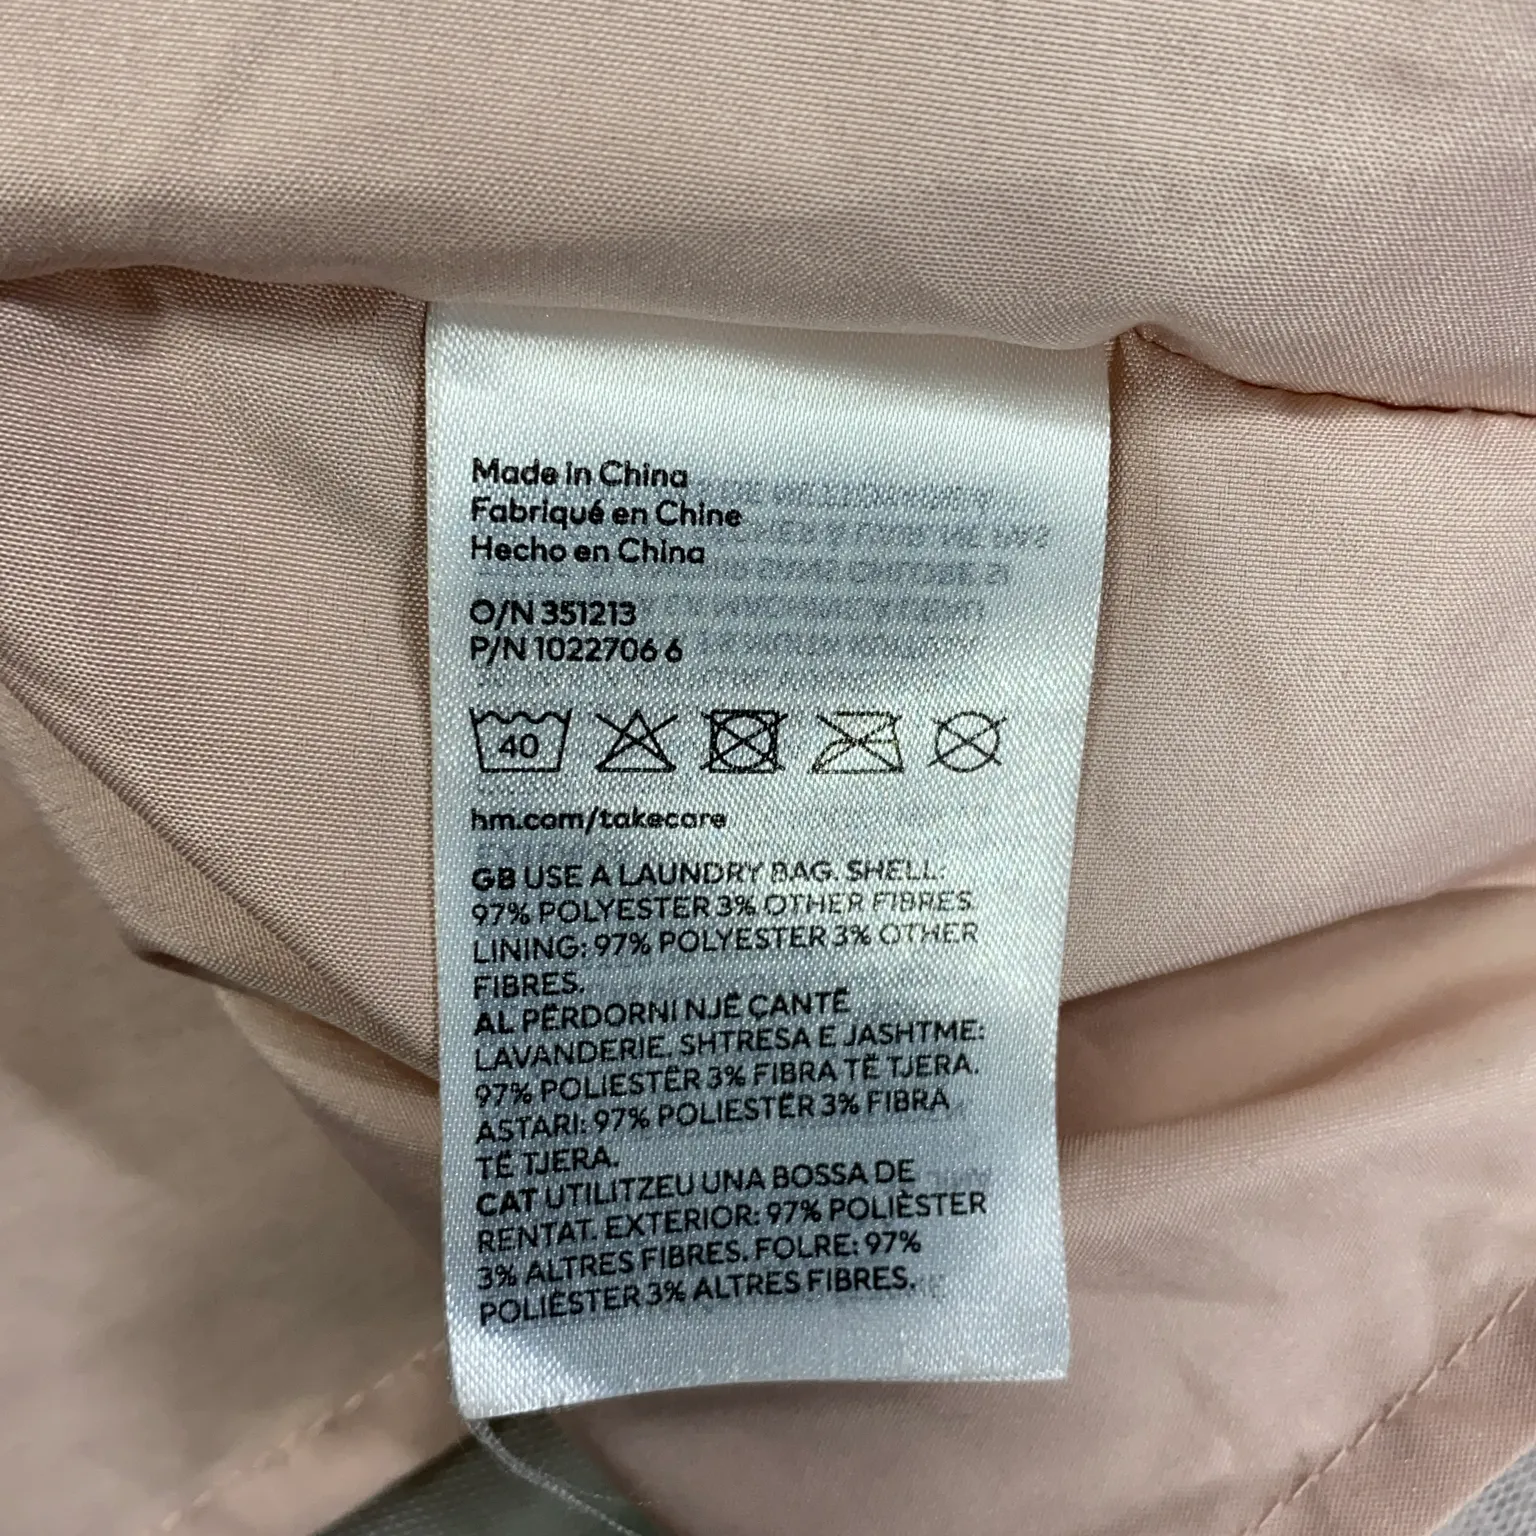 Made in China
Fabriqué en Chine
Hecho en China
O/N 351213
P/N 1022706 6
40
hm.com/takecare
GB USE A LAUNDRY BAG. SHELL:
97% POLYESTER 3% OTHER FIBRES.
LINING: 97% POLYESTER 3% OTHER
FIBRES.
AL PËRDORNI NJË ÇANTË
LAVANDERIE. SHTRESA E JASHTME:
97% POLIESTËR 3% FIBRA TË TJERA.
ASTARI: 97% POLIESTËR 3% FIBRA
TË TJERA.
CAT UTILITZEU UNA BOSSA DE
RENTAT. EXTERIOR: 97% POLIÈSTER
3% ALTRES FIBRES. FOLRE: 97%
POLIÈSTER 3% ALTRES FIBRES.